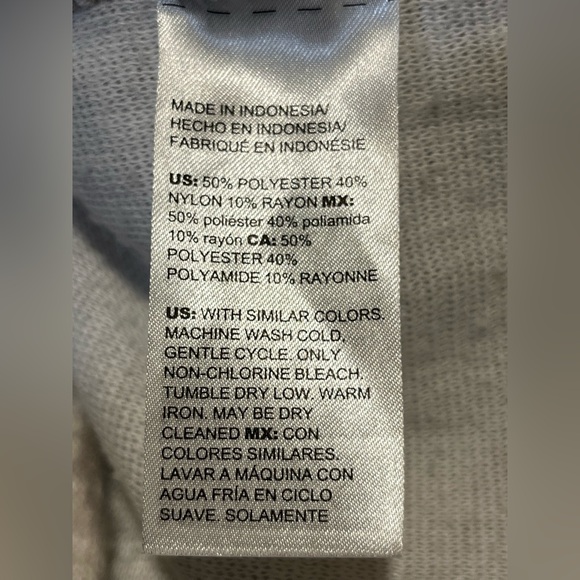 MADE IN INDONESIA/
HECHO EN INDONESIA/
FABRIQUÉ EN INDONÉSIE
US: 50% POLYESTER 40%
NYLON 10% RAYON MX:
50% poliéster 40% poliamida
10% rayón CA: 50%
POLYESTER 40%
POLYAMIDE 10% RAYONNE
US: WITH SIMILAR COLORS.
MACHINE WASH COLD,
GENTLE CYCLE. ONLY
NON-CHLORINE BLEACH.
TUMBLE DRY LOW. WARM
IRON. MAY BE DRY
CLEANED MX: CON
COLORES SIMILARES.
LAVAR A MÁQUINA CON
AGUA FRÍA EN CICLO
SUAVE. SOLAMENTE